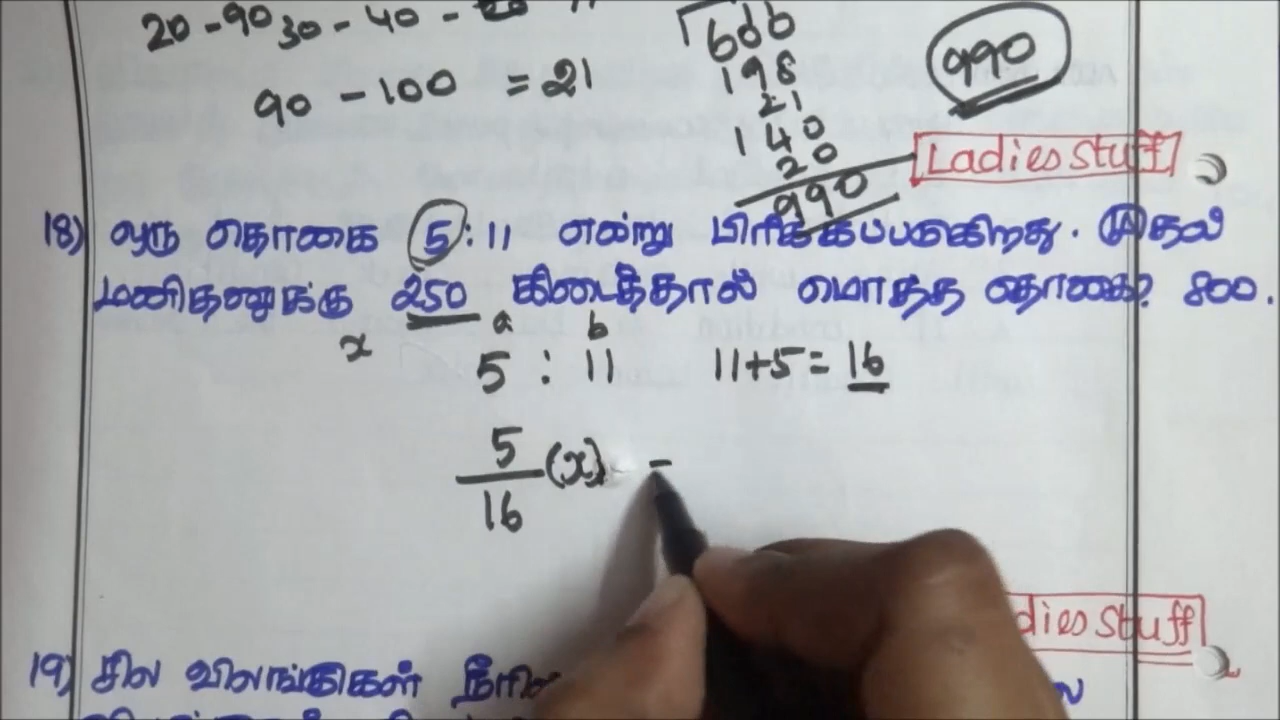 20 - 90 30 - 40 - 20
90 - 100 = 21
600
198
21
140
20
990
990
Ladies Stuff
18) ஒரு தொகை 5:11 என்று பிரிக்கப்படுகிறது. முதல்
மனிதனுக்கு 250 கிடைத்தால் மொத்த தொகை? 800.
x
a b
5 : 11 11+5 = 16
5/16 (x) -
dies Stuff
19) சில விலங்கிகள்